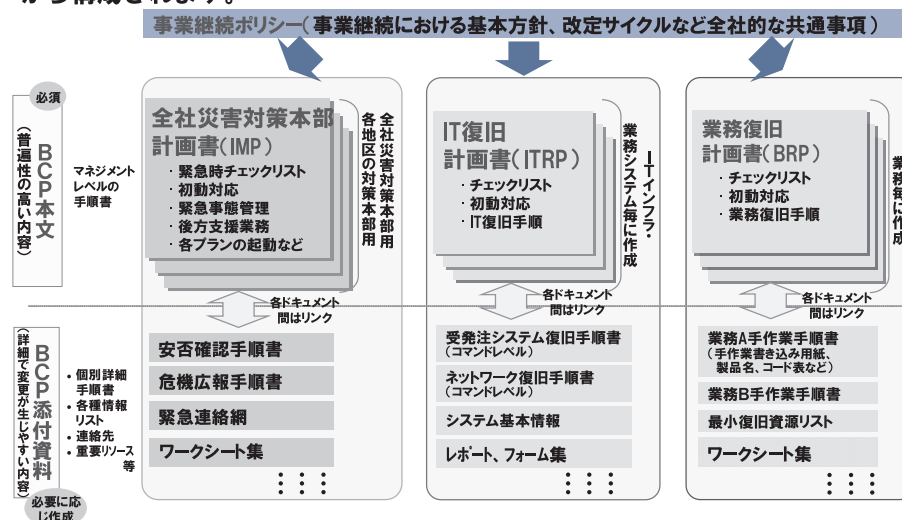 から構成されます。
事業継続ポリシー（事業継続における基本方針、改定サイクルなど全社的な共通事項）
必須
BCP本文
（普遍性の高い内容）
マネジメント
レベルの
手順書
全社災害対策本部
計画書（IMP）
・緊急時チェックリスト
・初動対応
・緊急事態管理
・後方支援業務
・各プランの起動など
全社災害対策本部用
各地区の対策本部用
IT復旧
計画書（ITRP）
・チェックリスト
・初動対応
・IT復旧手順
ITインフラ・
業務システム毎に作成
業務復旧
計画書（BRP）
・チェックリスト
・初動対応
・業務復旧手順
業務毎に作成
各ドキュメント
間はリンク
各ドキュメント
間はリンク
各ドキュメント
間はリンク
BCP添付資料
（詳細で変更が生じやすい内容）
・個別詳細
手順書
・各種情報
リスト
・連絡先
・重要リソース
等
必要に応
じ作成
安否確認手順書
危機広報手順書
緊急連絡網
ワークシート集
受発注システム復旧手順書
（コマンドレベル）
ネットワーク復旧手順書
（コマンドレベル）
システム基本情報
レポート、フォーム集
業務A手作業手順書
（手作業書き込み用紙、
製品名、コード表など）
業務B手作業手順書
最小復旧資源リスト
ワークシート集